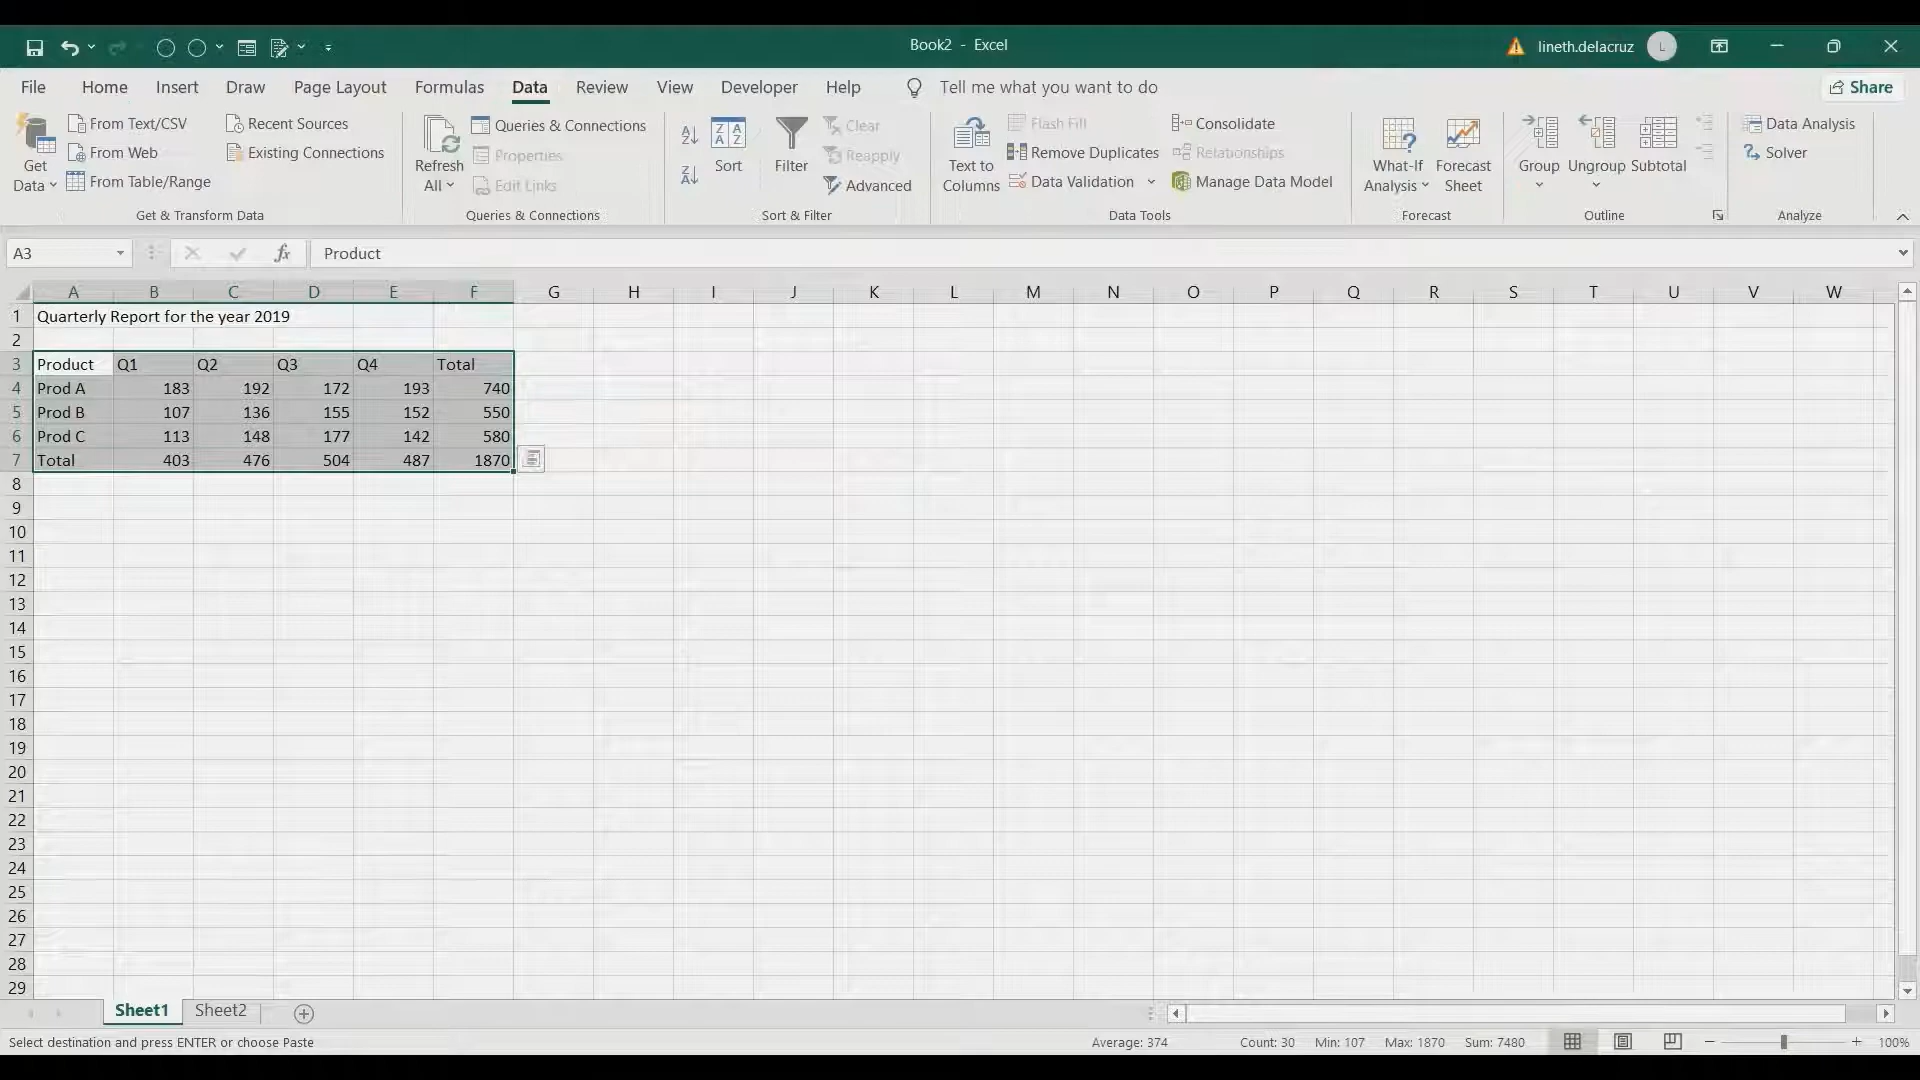 Book2 - Excel
lineth.delacruz
L
File Home Insert Draw Page Layout Formulas Data Review View Developer Help Tell me what you want to do Share
Get Data
From Text/CSV
From Web
From Table/Range
Recent Sources
Existing Connections
Get & Transform Data
Refresh All
Queries & Connections
Properties
Edit Links
Queries & Connections
Sort
Filter
Clear
Reapply
Advanced
Sort & Filter
Text to Columns
Flash Fill
Remove Duplicates
Data Validation
Consolidate
Relationships
Manage Data Model
Data Tools
What-If Analysis
Forecast Sheet
Forecast
Group
Ungroup
Subtotal
Outline
Data Analysis
Solver
Analyze
A3 fx Product
A B C D E F G H I J K L M N O P Q R S T U V W
1 Quarterly Report for the year 2019
2
3 Product Q1 Q2 Q3 Q4 Total
4 Prod A 183 192 172 193 740
5 Prod B 107 136 155 152 550
6 Prod C 113 148 177 142 580
7 Total 403 476 504 487 1870
8
9
10
11
12
13
14
15
16
17
18
19
20
21
22
23
24
25
26
27
28
29
Sheet1 Sheet2
Select destination and press ENTER or choose Paste Average: 374 Count: 30 Min: 107 Max: 1870 Sum: 7480 100%